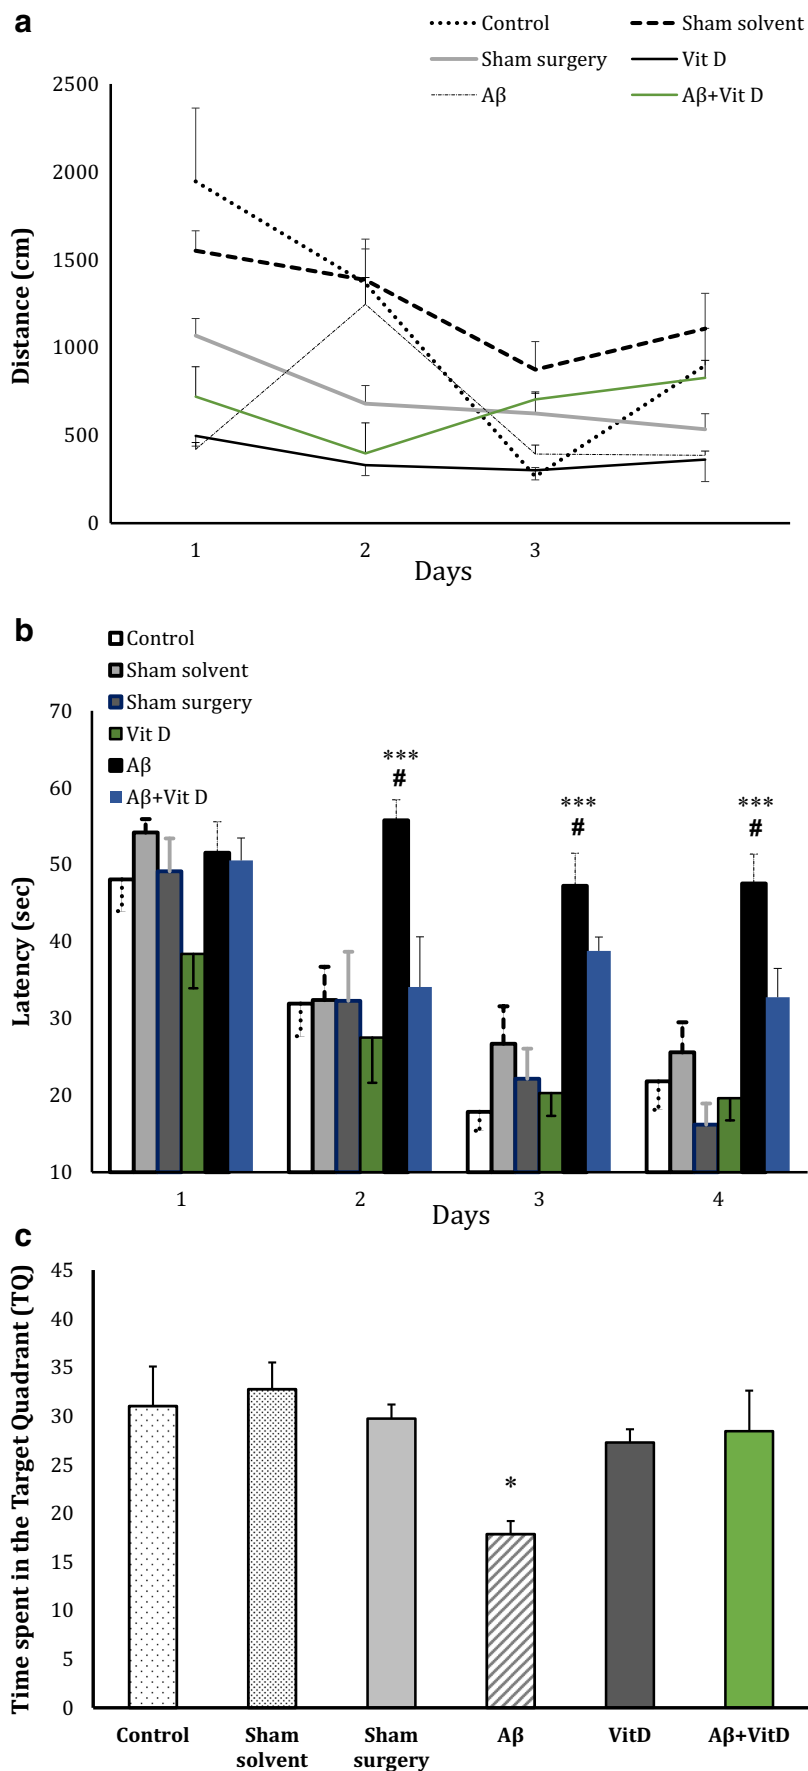 a
Control
Sham solvent
Sham surgery
Vit D
Aβ
Aβ+Vit D
2500
2000
1500
1000
500
0
Distance (cm)
1 2 3
Days
b
Control
Sham solvent
Sham surgery
Vit D
Aβ
Aβ+Vit D
70
60
50
40
30
20
10
Latency (sec)
***
#
***
#
***
#
1 2 3 4
Days
c
45
40
35
30
25
20
15
10
5
0
Time spent in the Target Quadrant (TQ)
*
Control
Sham
solvent
Sham
surgery
Aβ
VitD
Aβ+VitD